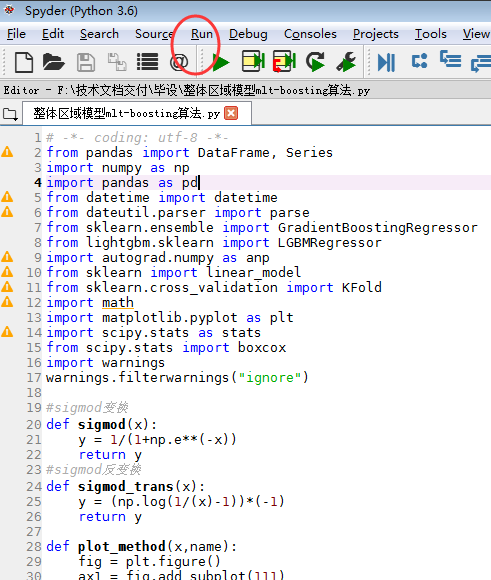 Spyder (Python 3.6)
File Edit Search Source Run Debug Consoles Projects Tools View
Editor - F:\技术文档交付\毕设\整体区域模型mlt-boosting算法.py
整体区域模型mlt-boosting算法.py
1 # -*- coding: utf-8 -*-
2 from pandas import DataFrame, Series
3 import numpy as np
4 import pandas as pd
5 from datetime import datetime
6 from dateutil.parser import parse
7 from sklearn.ensemble import GradientBoostingRegressor
8 from lightgbm.sklearn import LGBMRegressor
9 import autograd.numpy as anp
10 from sklearn import linear_model
11 from sklearn.cross_validation import KFold
12 import math
13 import matplotlib.pyplot as plt
14 import scipy.stats as stats
15 from scipy.stats import boxcox
16 import warnings
17 warnings.filterwarnings("ignore")
18
19 #sigmod变换
20 def sigmod(x):
21     y = 1/(1+np.e**(-x))
22     return y
23 #sigmod反变换
24 def sigmod_trans(x):
25     y = (np.log(1/(x)-1))*(-1)
26     return y
27
28 def plot_method(x,name):
29     fig = plt.figure()
30     ax1 = fig.add_subplot(111)